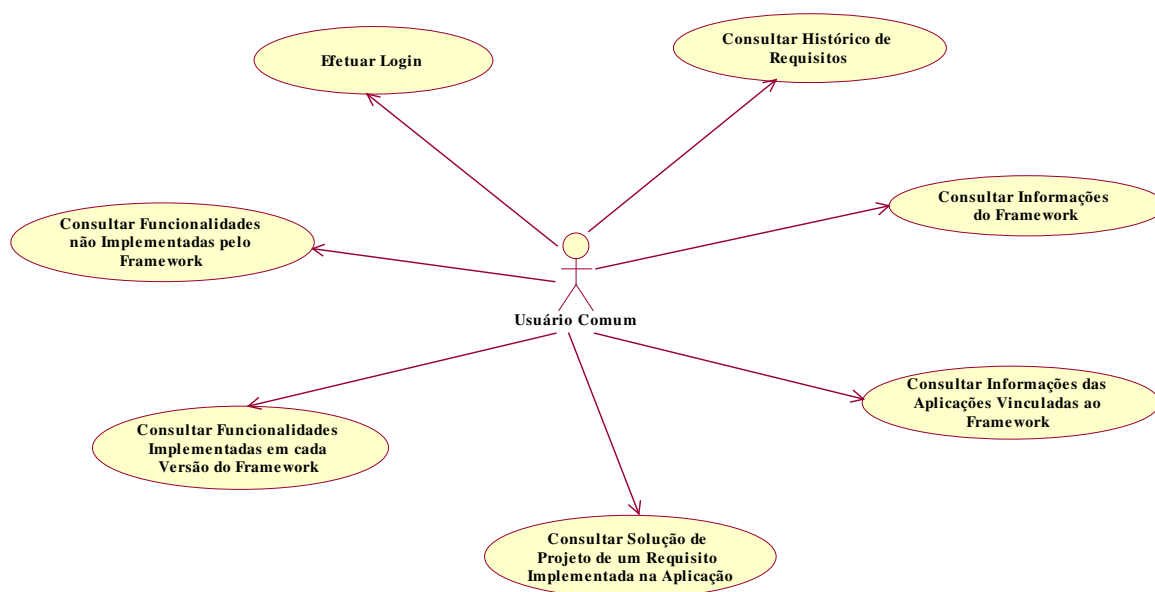 Consultar Histórico de
Requisitos
Efetuar Login
Consultar Informações
do Framework
Consultar Funcionalidades
não Implementadas pelo
Framework
Usuário Comum
Consultar Informações das
Aplicações Vinculadas ao
Framework
Consultar Funcionalidades
Implementadas em cada
Versão do Framework
Consultar Solução de
Projeto de um Requisito
Implementada na Aplicação